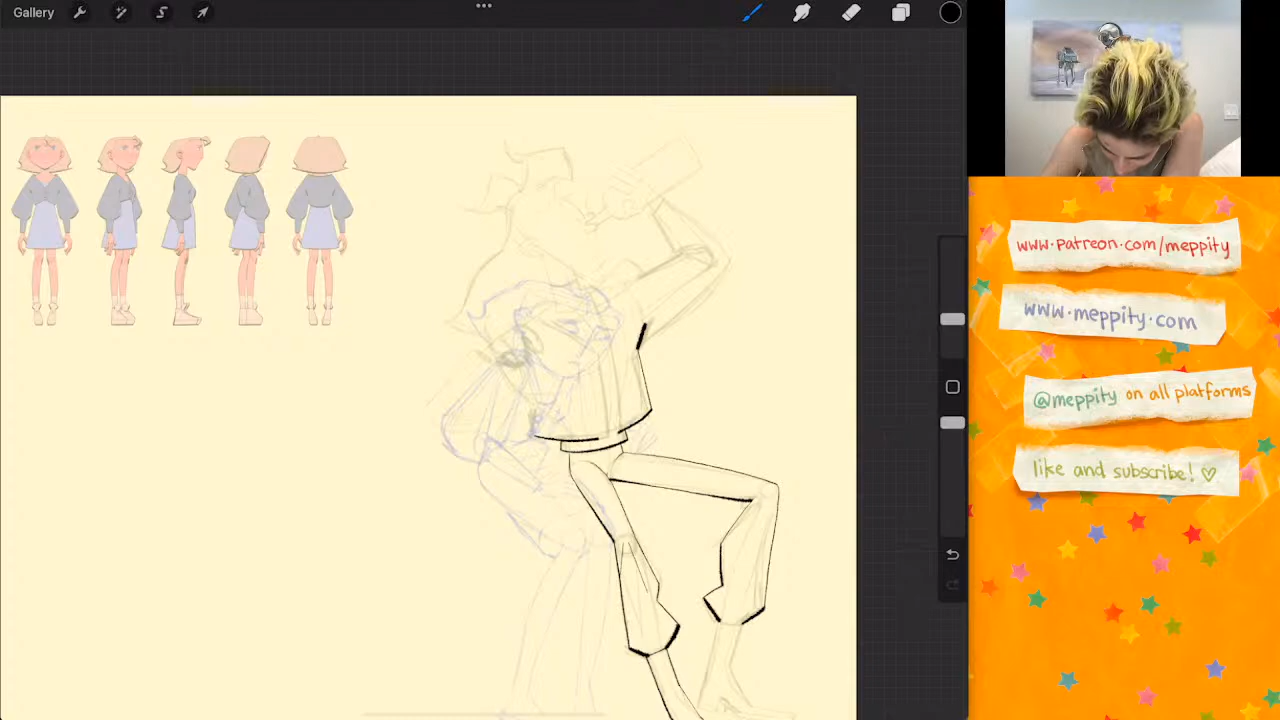 Gallery
www.patreon.com/meppity
www.meppity.com
@meppity on all platforms
like and subscribe! ♡